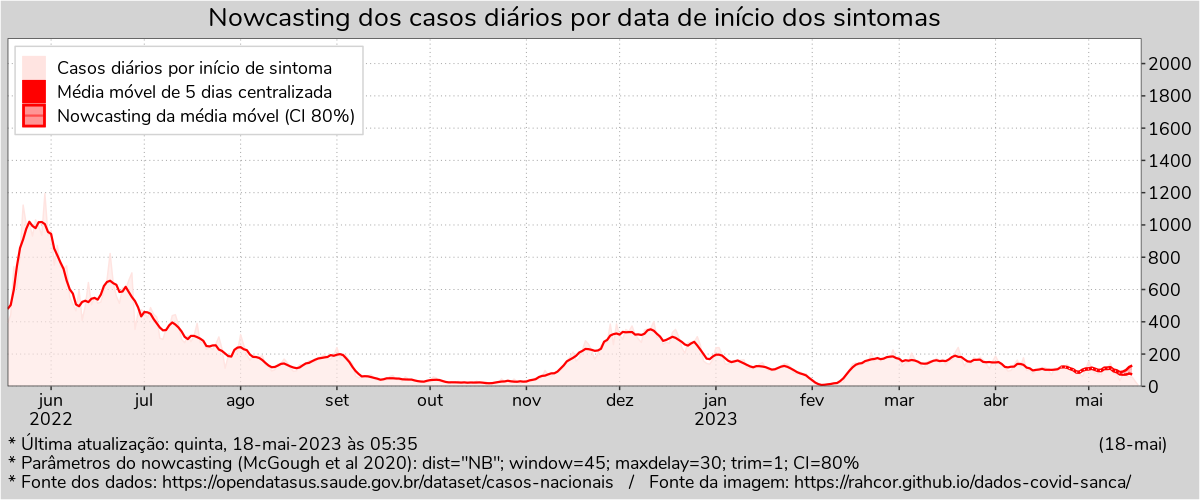 Nowcasting dos casos diários por data de início dos sintomas
Casos diários por início de sintoma
Média móvel de 5 dias centralizada
Nowcasting da média móvel (CI 80%)
2000
1800
1600
1400
1200
1000
800
600
400
200
0
jun jul ago set out nov dez jan fev mar abr mai
2022 2023
* Última atualização: quinta, 18-mai-2023 às 05:35 (18-mai)
* Parâmetros do nowcasting (McGough et al 2020): dist="NB"; window=45; maxdelay=30; trim=1; CI=80%
* Fonte dos dados: https://opendatasus.saude.gov.br/dataset/casos-nacionais / Fonte da imagem: https://rahcor.github.io/dados-covid-sanca/